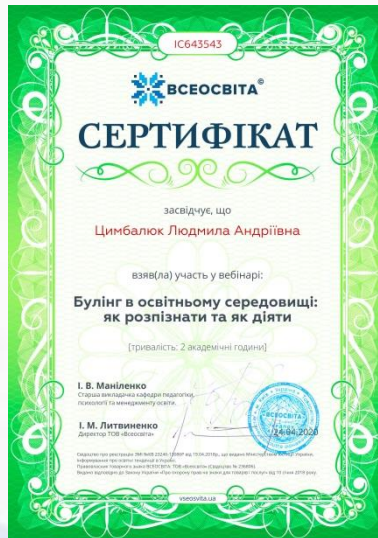 ІС643543
ВСЕОСВІТА
СЕРТИФІКАТ
засвідчує, що
Цимбалюк Людмила Андріївна
взяв(ла) участь у вебінарі:
Булінг в освітньому середовищі:
як розпізнати та як діяти
[тривалість: 2 академічні години]
І. В. Маніленко
Старша викладачка кафедри педагогіки,
психології та менеджменту освіти.
І. М. Литвиненко
Директор ТОВ «Всеосвіта»
ВСЕОСВІТА
24.04.2020
vseosvita.ua